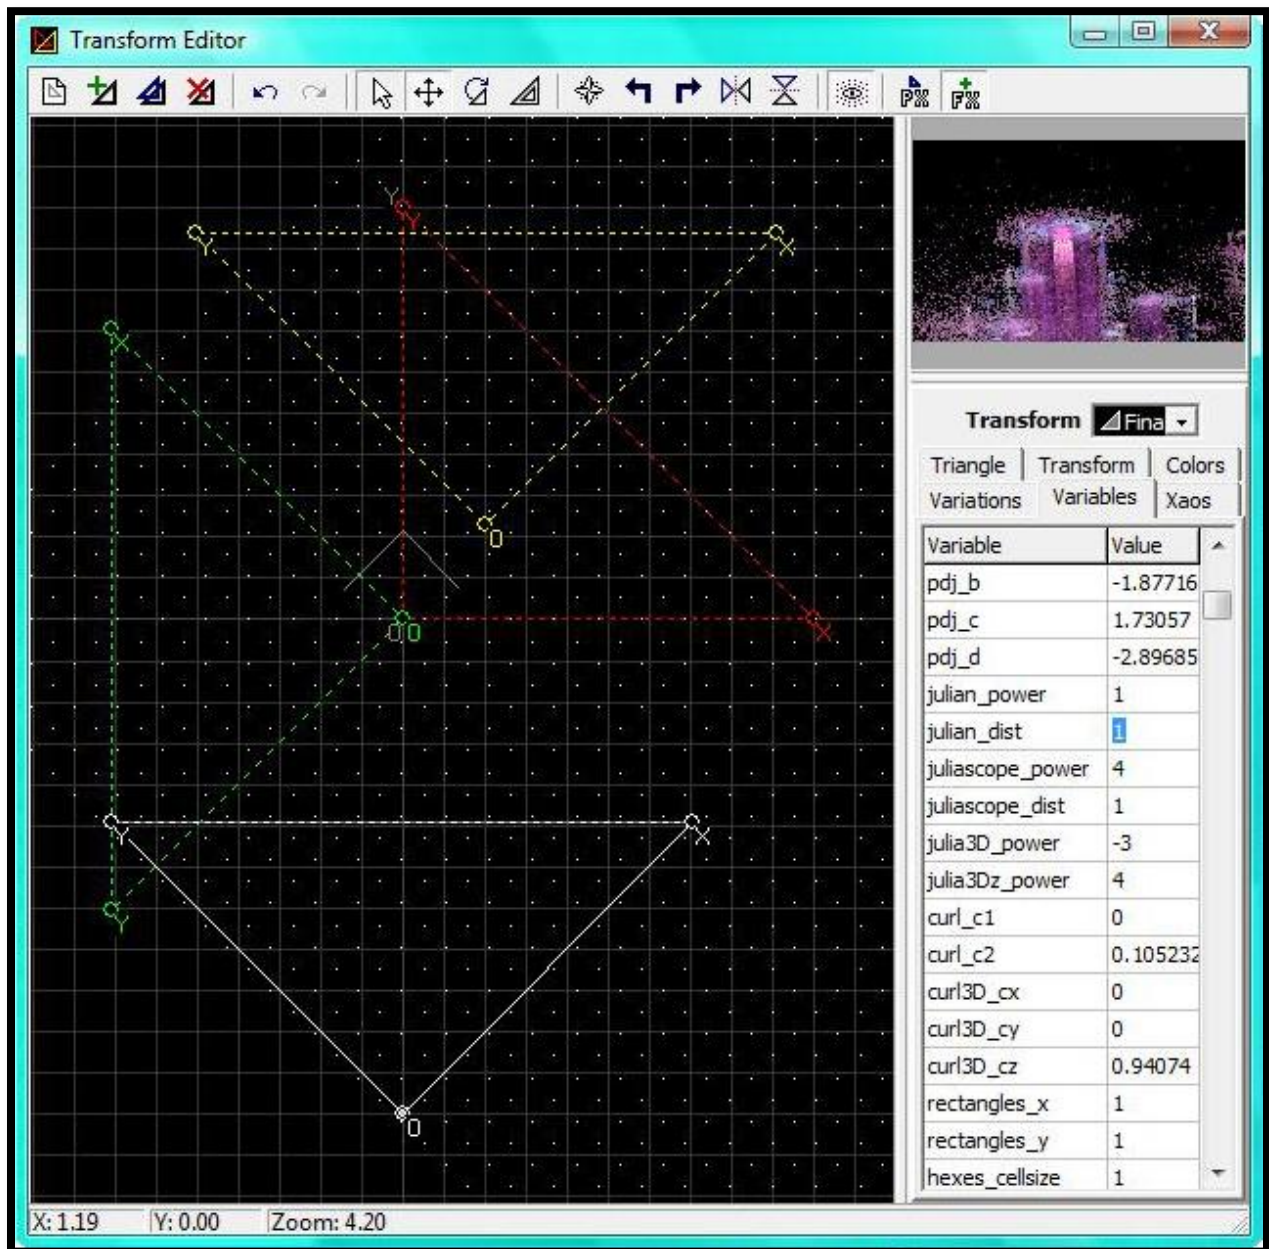 Transform Editor
PX PX
Y
Y
Y X
X
O
O O
X
Y X
Y
O
Transform Fina
Triangle Transform Colors
Variations Variables Xaos
Variable Value
pdj_b -1.87716
pdj_c 1.73057
pdj_d -2.89685
julian_power 1
julian_dist 1
juliascope_power 4
juliascope_dist 1
julia3D_power -3
julia3Dz_power 4
curl_c1 0
curl_c2 0.105232
curl3D_cx 0
curl3D_cy 0
curl3D_cz 0.94074
rectangles_x 1
rectangles_y 1
hexes_cellsize 1
X: 1.19 Y: 0.00 Zoom: 4.20